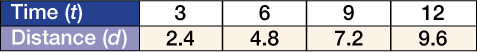 Time (t) 3 6 9 12
Distance (d) 2.4 4.8 7.2 9.6